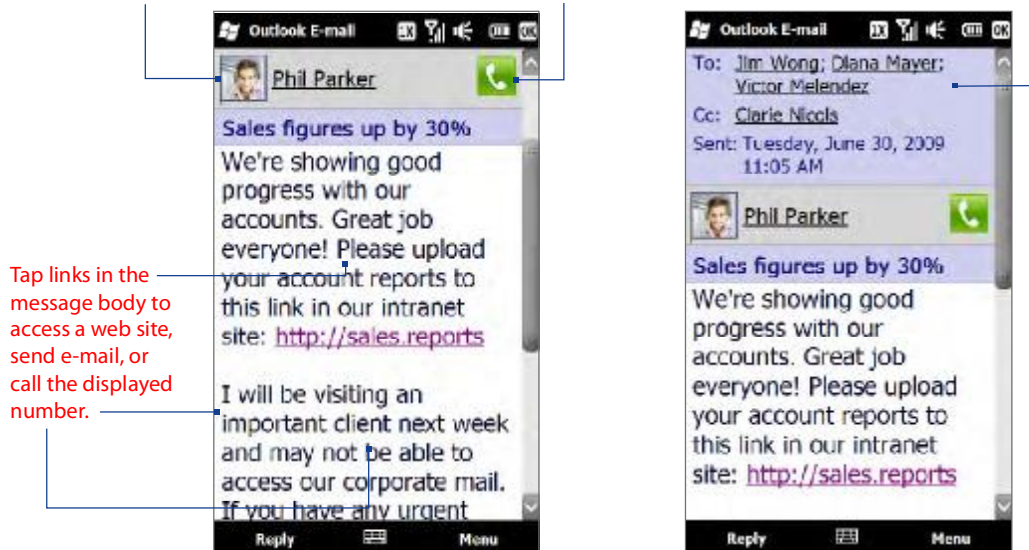 Tap links in the
message body to
access a web site,
send e-mail, or
call the displayed
number.
Outlook E-mail
1X
OK
Phil Parker
Sales figures up by 30%
We're showing good
progress with our
accounts. Great job
everyone! Please upload
your account reports to
this link in our intranet
site: http://sales.reports
I will be visiting an
important client next week
and may not be able to
access our corporate mail.
If you have any urgent
Reply Menu
Outlook E-mail
1X
OK
To: Jim Wong; Diana Mayer;
Victor Melendez
Cc: Clarie Nicols
Sent: Tuesday, June 30, 2009
11:05 AM
Phil Parker
Sales figures up by 30%
We're showing good
progress with our
accounts. Great job
everyone! Please upload
your account reports to
this link in our intranet
site: http://sales.reports
Reply Menu